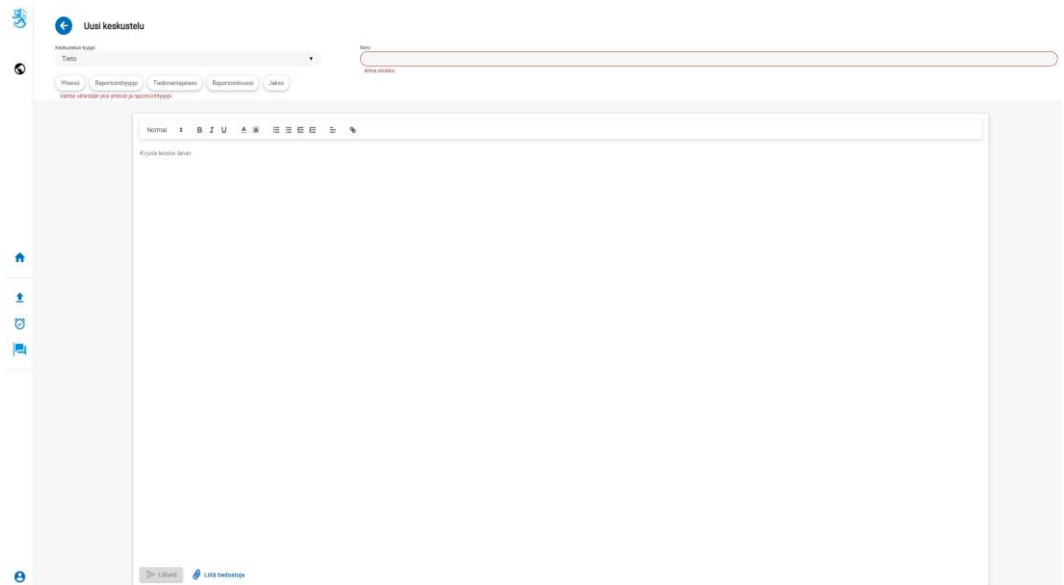 Uusi keskustelu
Keskustelun tyyppi
Tieto
Nimi
Anna otsikko.
Yhteisö
Raportointityyppi
Tiedonantajataso
Raportointivuosi
Jakso
Valitse vähintään yksi yhteisö ja raportointityyppi.
Normal B I U
Kirjoita tekstisi tähän
Lähetä Liitä tiedostoja